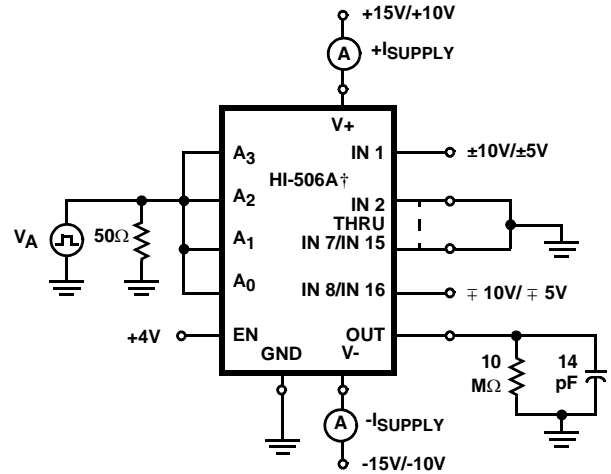 +15V/+10V
A +ISUPPLY
V+
A3 IN 1 ±10V/±5V
HI-506A†
A2 IN 2
THRU
VA 50Ω A1 IN 7/IN 15
A0 IN 8/IN 16 ∓ 10V/ ∓ 5V
+4V EN OUT
GND V-
10 MΩ
14 pF
A -ISUPPLY
-15V/-10V